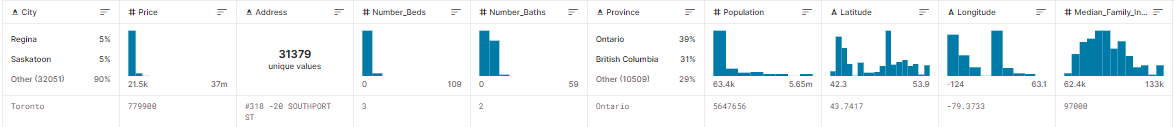 City
Price
Address
Number_Beds
Number_Baths
Province
Population
Latitude
Longitude
Median_Family_In...
Regina 5%
Saskatoon 5%
Other (32051) 90%
21.5k 37m
31379
unique values
0 109
0 59
Ontario 39%
British Columbia 31%
Other (10509) 29%
63.4k 5.65m
42.3 53.9
-124 63.1
62.4k 133k
Toronto
779900
#318 -20 SOUTHPORT
ST
3
2
Ontario
5647656
43.7417
-79.3733
97000